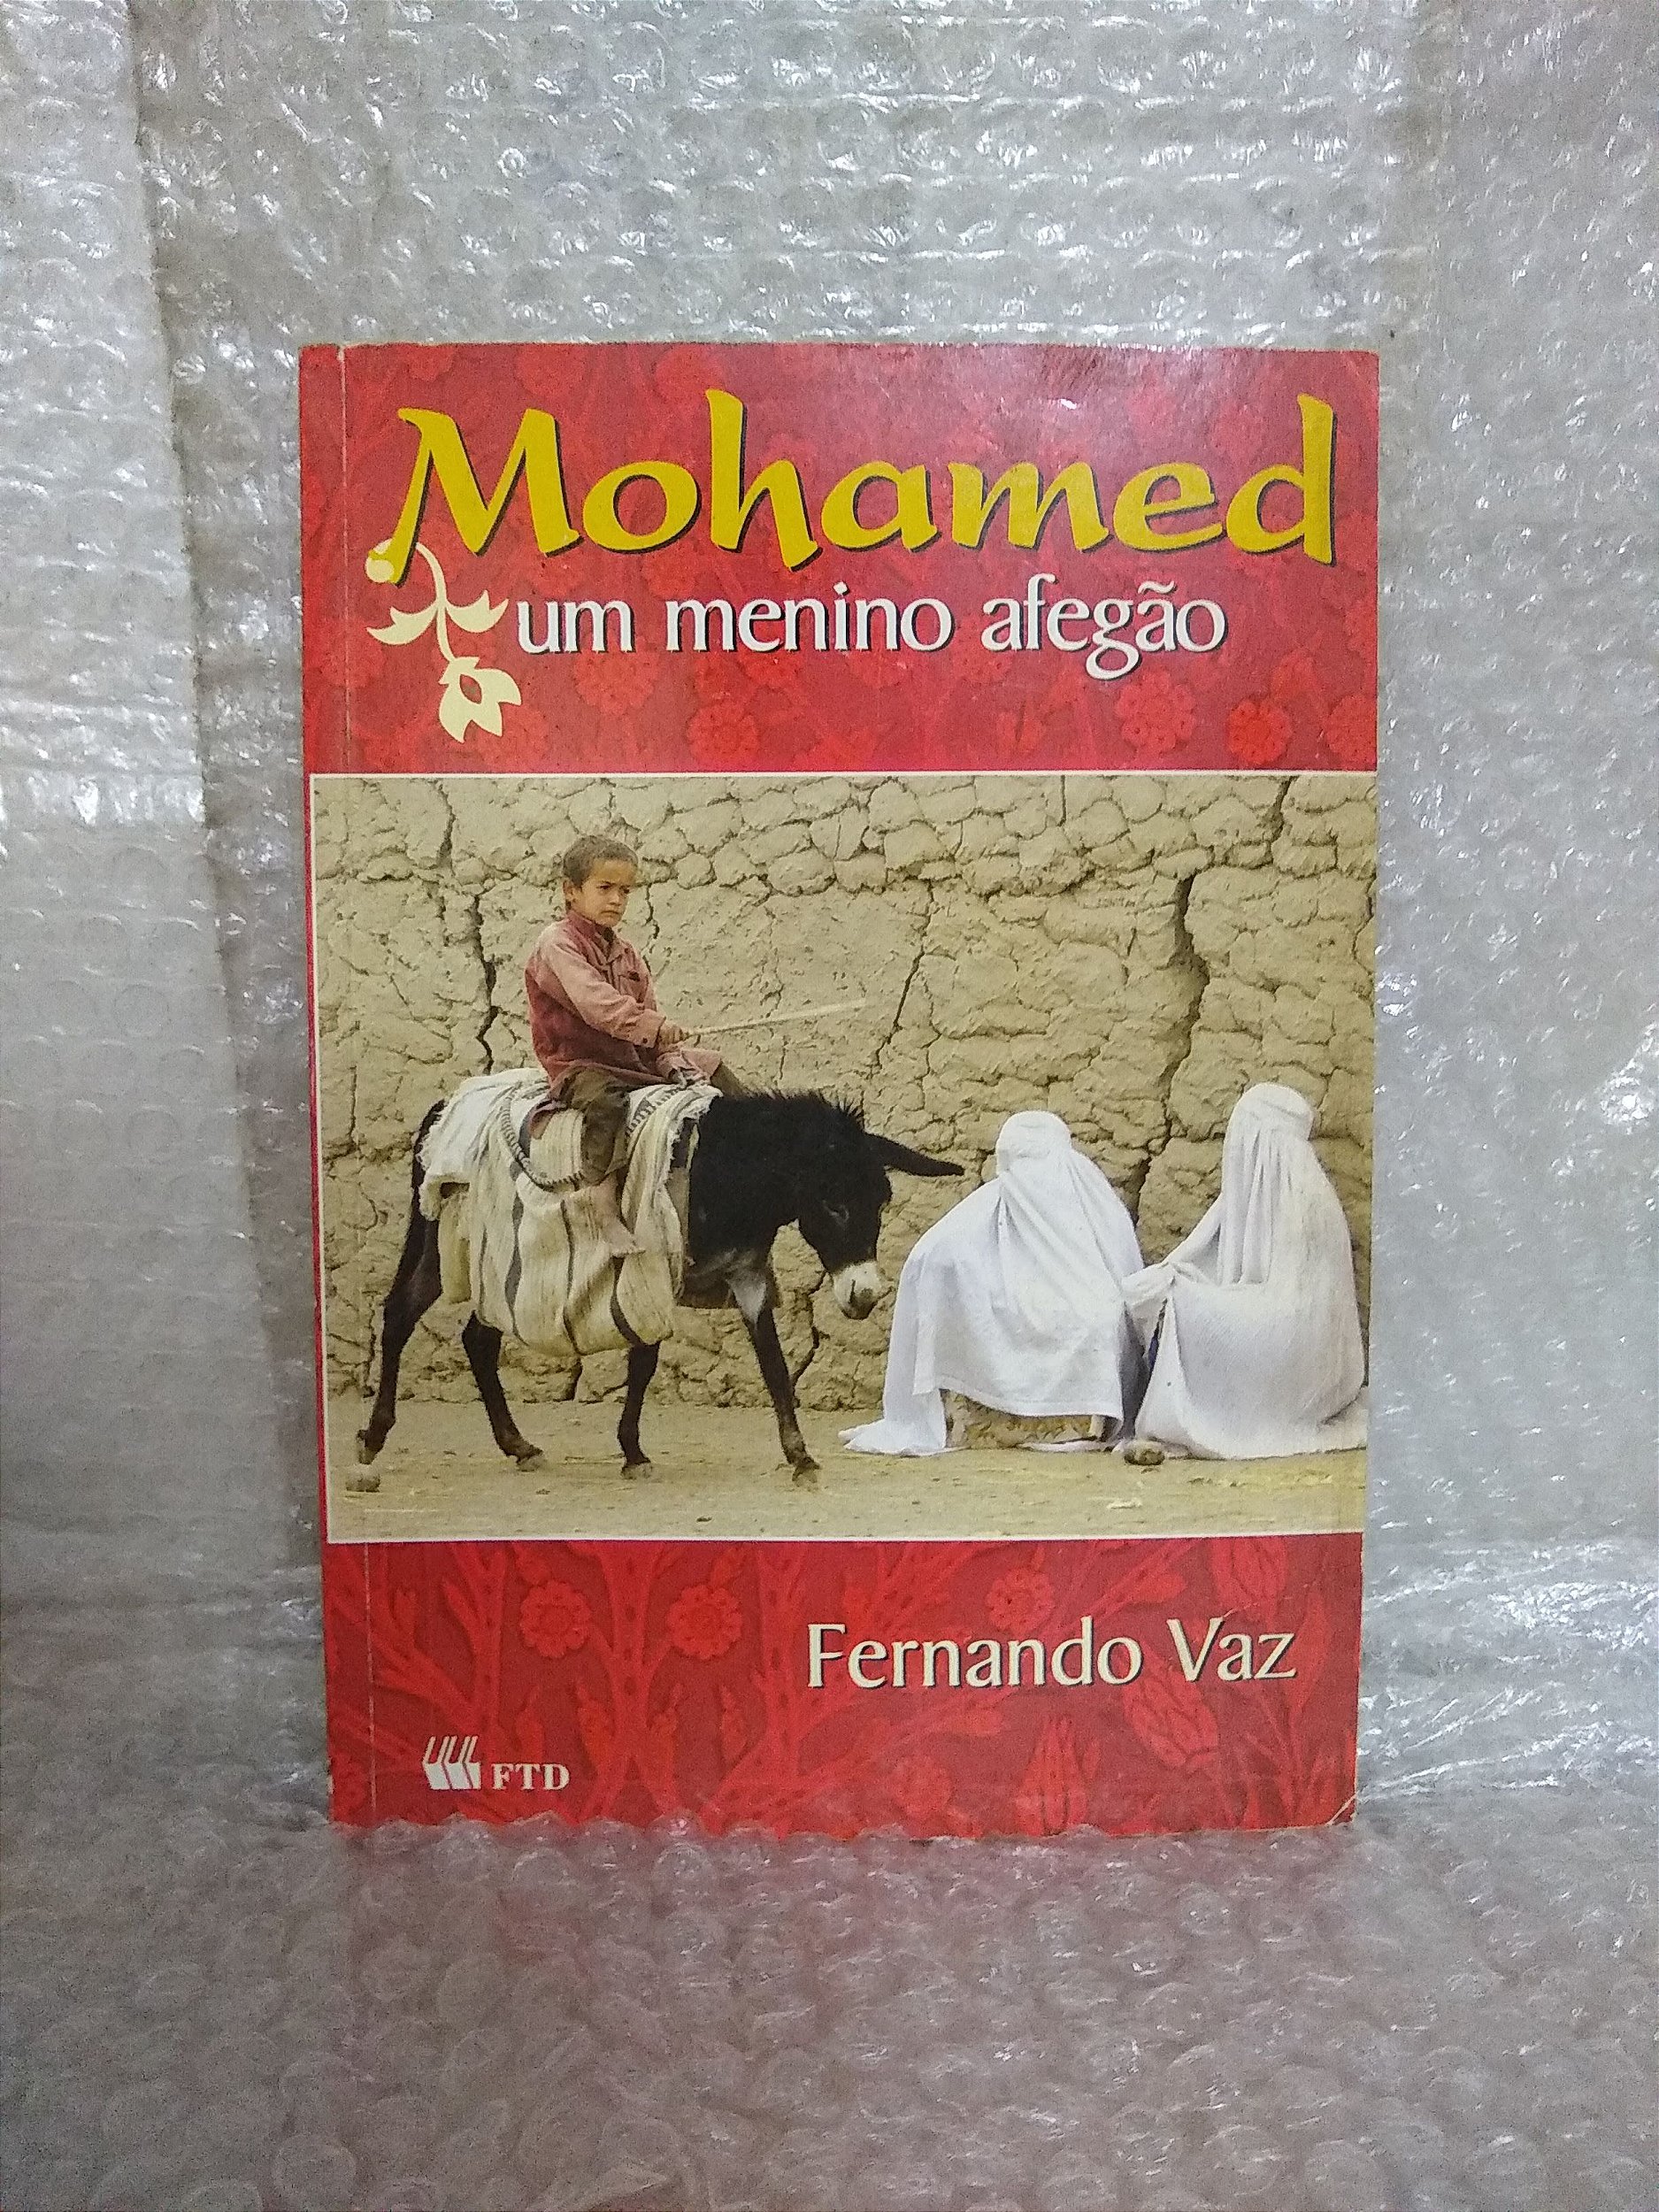 Mohamed
um menino afegão
Fernando Vaz
FTD